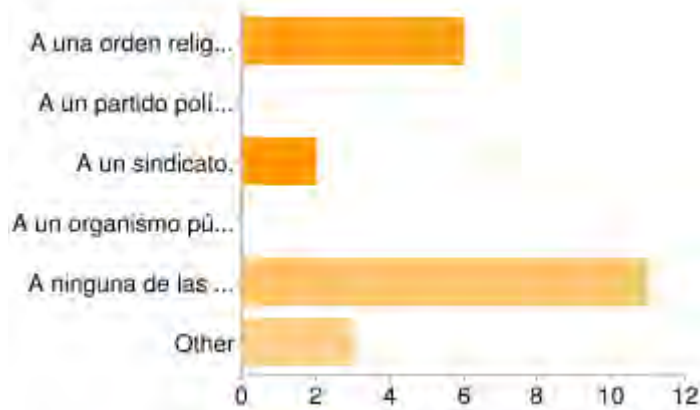 A una orden relig...
A un partido polí...
A un sindicato.
A un organismo pú...
A ninguna de las ...
Other
0 2 4 6 8 10 12